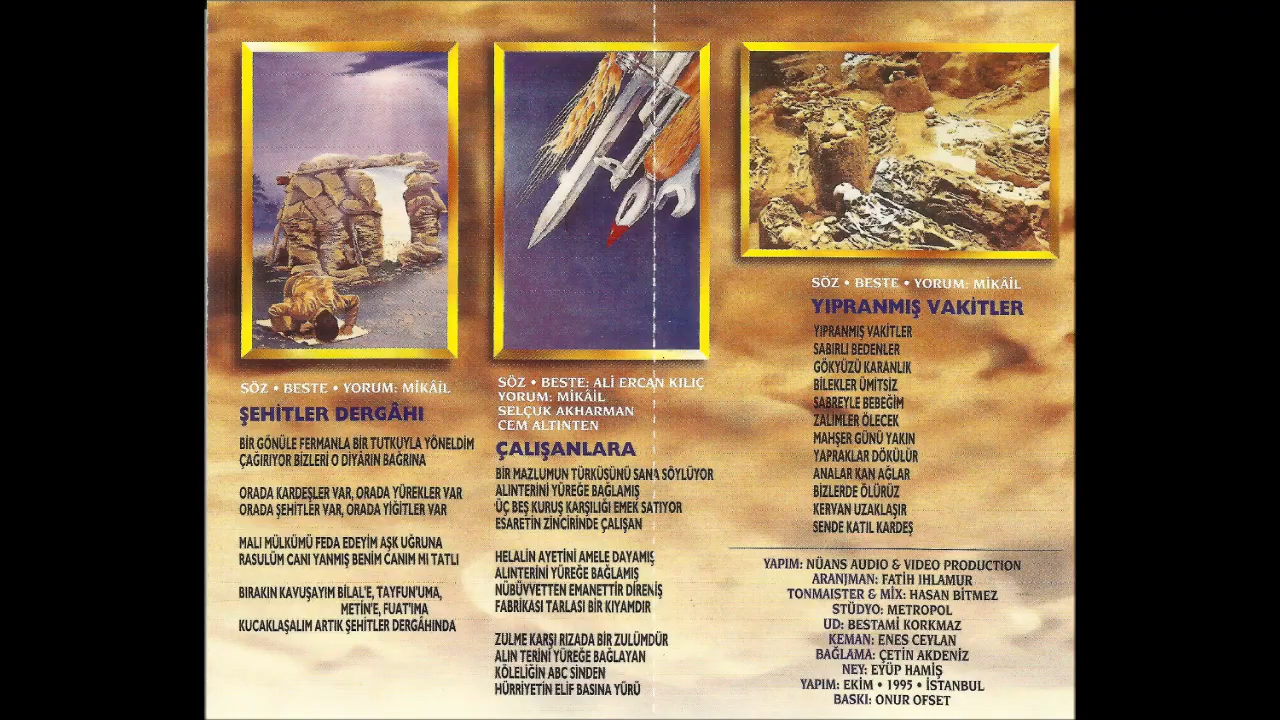 SÖZ • BESTE • YORUM: MİKÂİL
ŞEHİTLER DERGÂHI
BİR GÖNÜLE FERMANLA BİR TUTKUYLA YÖNELDİM
ÇAĞIRIYOR BİZLERİ O DİYÂRIN BAĞRINA
ORADA KARDEŞLER VAR, ORADA YÜREKLER VAR
ORADA ŞEHİTLER VAR, ORADA YİĞİTLER VAR
MALI MÜLKÜMÜ FEDA EDEYİM AŞK UĞRUNA
RASULÜM CANI YANMIŞ BENİM CANIM MI TATLI
BIRAKIN KAVUŞAYIM BİLAL'E, TAYFUN'UMA,
METİN'E, FUAT'IMA
KUCAKLAŞALIM ARTIK ŞEHİTLER DERGÂHINDA
SÖZ • BESTE: ALİ ERCAN KILIÇ
YORUM: MİKÂİL
SELÇUK AKHARMAN
CEM ALTINTEN
ÇALIŞANLARA
BİR MAZLUMUN TÜRKÜSÜNÜ SANA SÖYLÜYOR
ALINTERİNİ YÜREĞE BAĞLAMIŞ
ÜÇ BEŞ KURUŞ KARŞILIĞI EMEK SATIYOR
ESARETİN ZİNCİRİNDE ÇALIŞAN
HELALİN AYETİNİ AMELE DAYAMIŞ
ALINTERİNİ YÜREĞE BAĞLAMIŞ
NÜBÜVVETTEN EMANETTİR DİRENİŞ
FABRİKASI TARLASI BİR KIYAMDIR
ZULME KARŞI RIZADA BİR ZULÜMDÜR
ALIN TERİNİ YÜREĞE BAĞLAYAN
KÖLELİĞİN ABC SİNDEN
HÜRRİYETİN ELİF BASINA YÜRÜ
SÖZ • BESTE • YORUM: MİKÂİL
YIPRANMIŞ VAKİTLER
YIPRANMIŞ VAKİTLER
SABIRLI BEDENLER
GÖKYÜZÜ KARANLIK
BİLEKLER ÜMİTSİZ
SABREYLE BEBEĞİM
ZALİMLER ÖLECEK
MAHŞER GÜNÜ YAKIN
YAPRAKLAR DÖKÜLÜR
ANALAR KAN AĞLAR
BİZLERDE ÖLÜRÜZ
KERVAN UZAKLAŞIR
SENDE KATIL KARDEŞ
YAPIM: NÜANS AUDIO & VIDEO PRODUCTION
ARANJMAN: FATİH IHLAMUR
TONMAISTER & MİX: HASAN BİTMEZ
STÜDYO: METROPOL
UD: BESTAMİ KORKMAZ
KEMAN: ENES CEYLAN
BAĞLAMA: ÇETİN AKDENİZ
NEY: EYÜP HAMİŞ
YAPIM: EKİM • 1995 • İSTANBUL
BASKI: ONUR OFSET